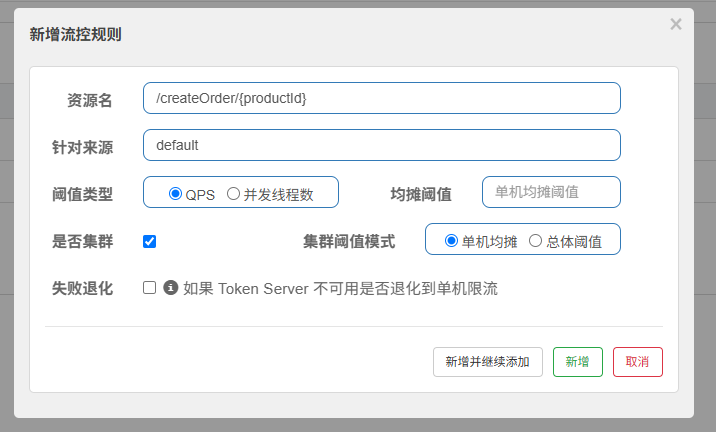 新增流控规则
×
资源名 /createOrder/{productId}
针对来源 default
阈值类型 QPS 并发线程数 均摊阈值 单机均摊阈值
是否集群 集群阈值模式 单机均摊 总体阈值
失败退化 如果 Token Server 不可用是否退化到单机限流
新增并继续添加 新增 取消